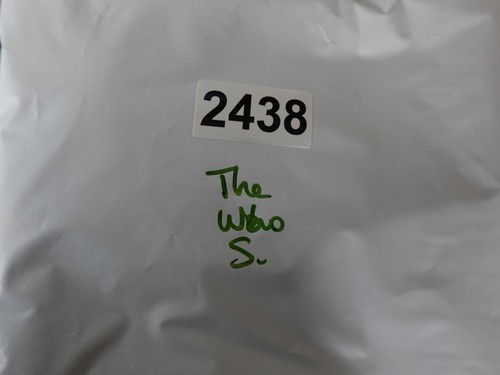 2438
The
Who
S.